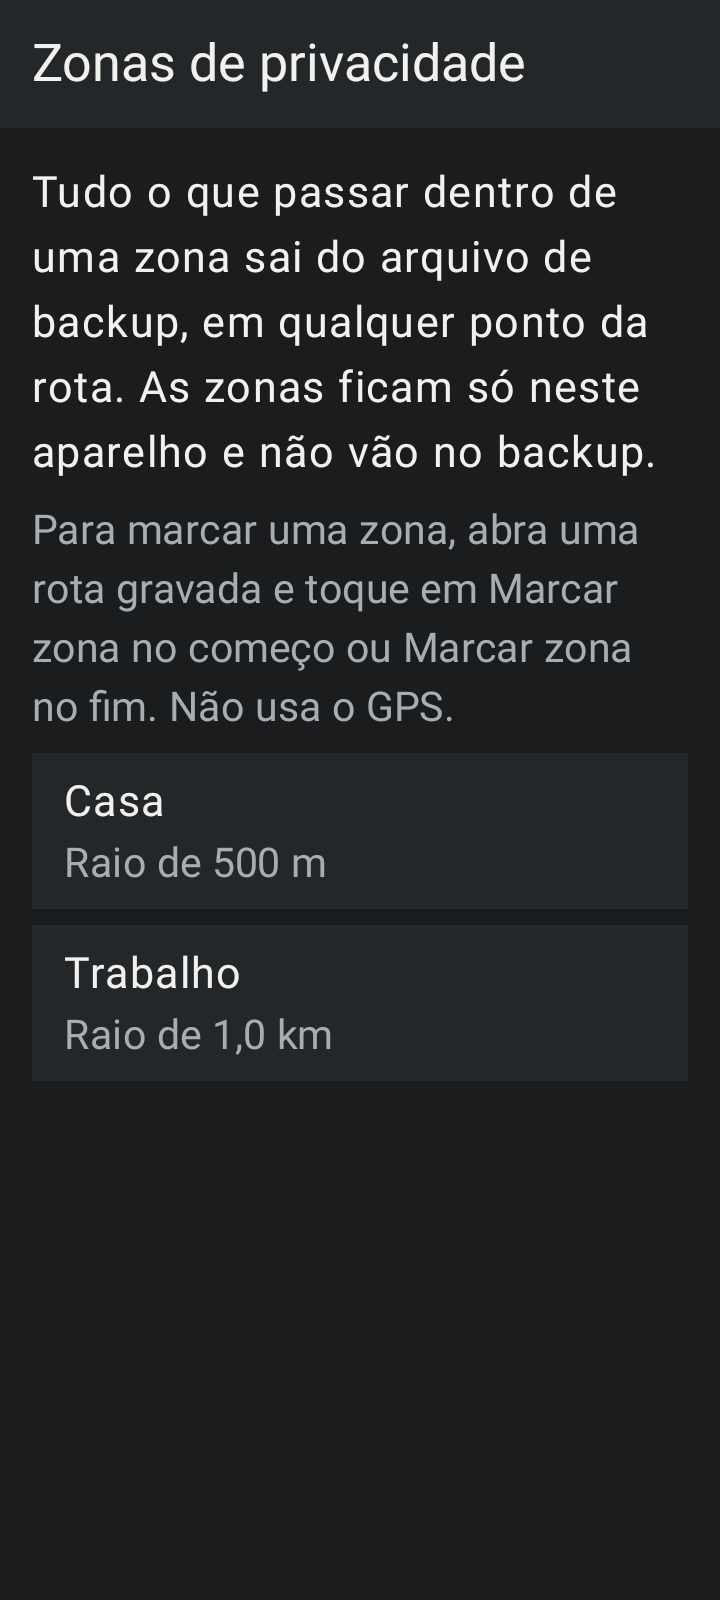 Zonas de privacidade
Tudo o que passar dentro de
uma zona sai do arquivo de
backup, em qualquer ponto da
rota. As zonas ficam só neste
aparelho e não vão no backup.
Para marcar uma zona, abra uma
rota gravada e toque em Marcar
zona no começo ou Marcar zona
no fim. Não usa o GPS.
Casa
Raio de 500 m
Trabalho
Raio de 1,0 km